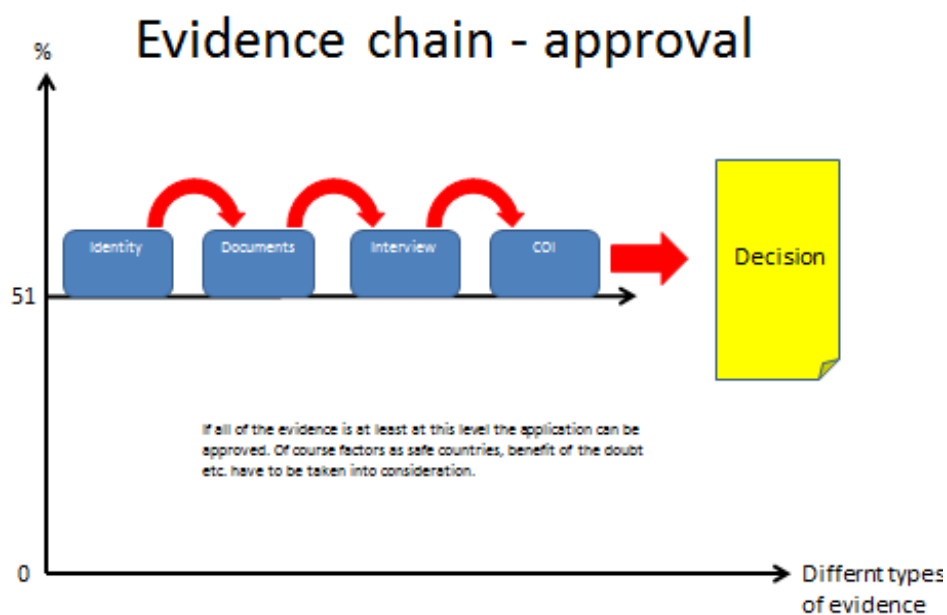 Evidence chain - approval
%
Identity
Documents
Interview
COI
Decision
51
If all of the evidence is at least at this level the application can be
approved. Of course factors as safe countries, benefit of the doubt
etc. have to be taken into consideration.
0
Differnt types
of evidence